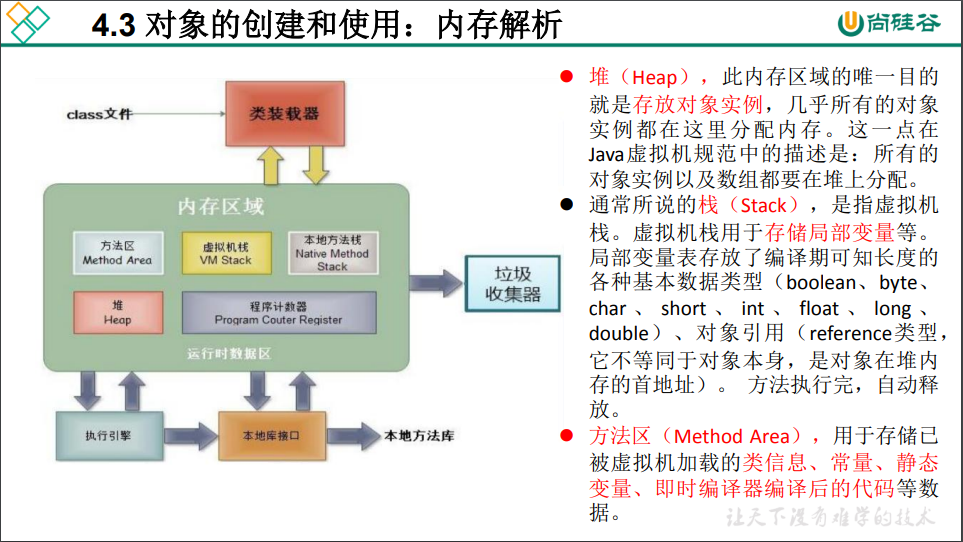 4.3 对象的创建和使用：内存解析
尚硅谷
class文件
类装载器
内存区域
方法区
Method Area
虚拟机栈
VM Stack
本地方法栈
Native Method
Stack
堆
Heap
程序计数器
Program Couter Register
运行时数据区
垃圾
收集器
执行引擎
本地库接口
本地方法库
堆（Heap），此内存区域的唯一目的
就是存放对象实例，几乎所有的对象
实例都在这里分配内存。这一点在
Java虚拟机规范中的描述是：所有的
对象实例以及数组都要在堆上分配。
通常所说的栈（Stack），是指虚拟机
栈。虚拟机栈用于存储局部变量等。
局部变量表存放了编译期可知长度的
各种基本数据类型（boolean、byte、
char 、 short 、 int 、 float 、 long 、
double）、对象引用（reference类型，
它不等同于对象本身，是对象在堆内
存的首地址）。 方法执行完，自动释
放。
方法区（Method Area），用于存储已
被虚拟机加载的类信息、常量、静态
变量、即时编译器编译后的代码等数
据。
让天下没有难学的技术